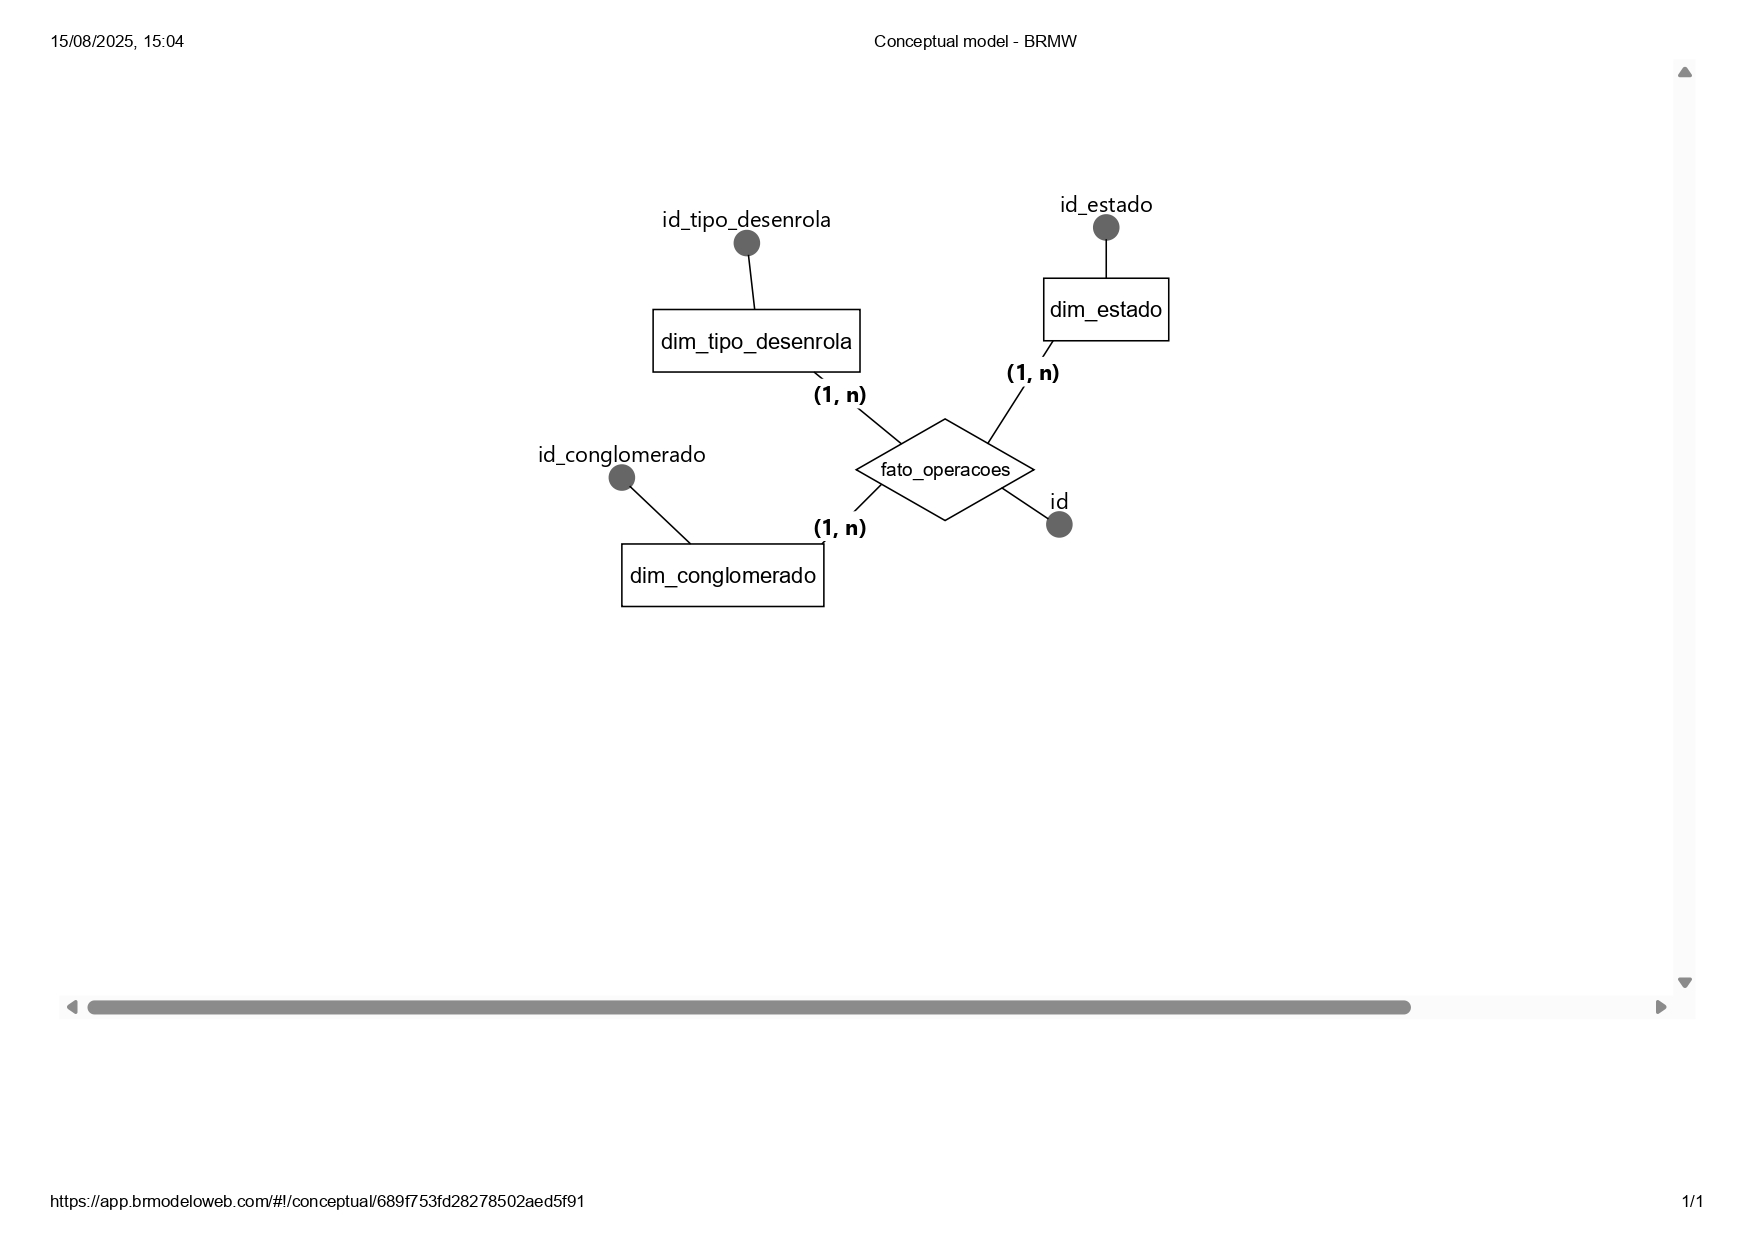 15/08/2025, 15:04
Conceptual model - BRMW
id_estado
id_tipo_desenrola
dim_estado
dim_tipo_desenrola
(1, n)
(1, n)
id_conglomerado
fato_operacoes
id
(1, n)
dim_conglomerado
https://app.brmodeloweb.com/#!/conceptual/689f753fd28278502aed5f91
1/1